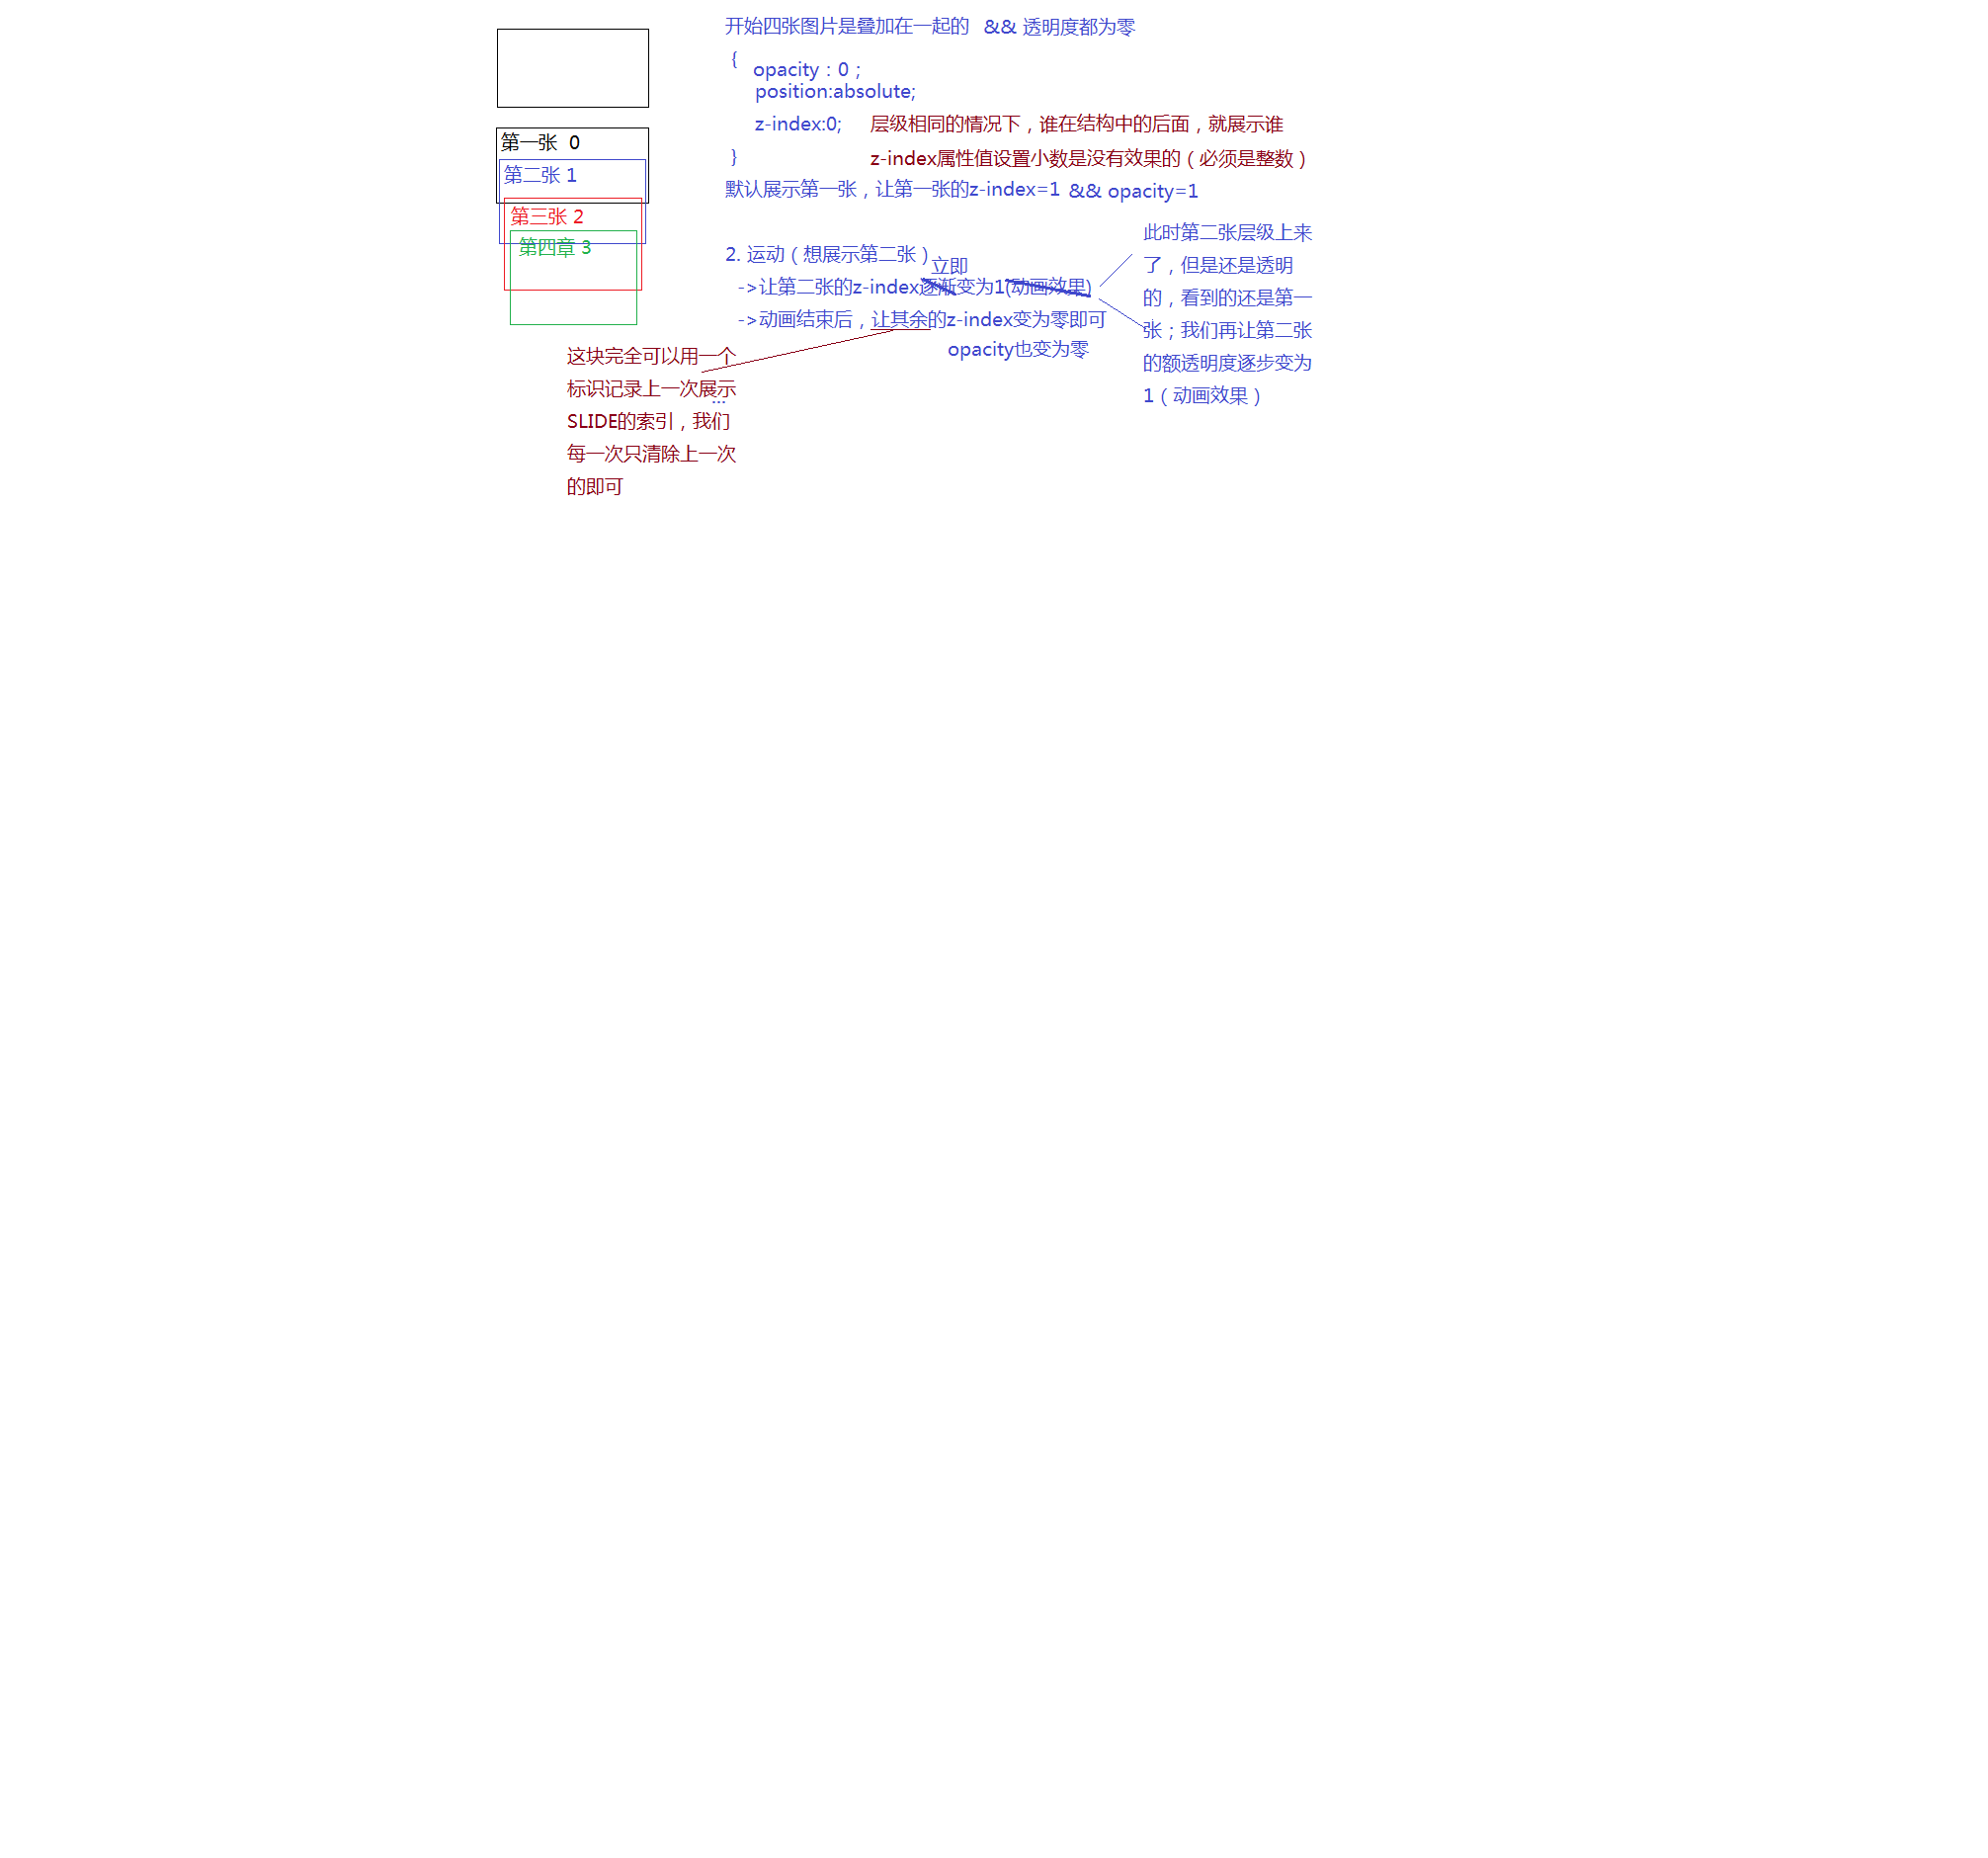 开始四张图片是叠加在一起的 && 透明度都为零
{
opacity：0；
position:absolute;
z-index:0; 层级相同的情况下，谁在结构中的后面，就展示谁
} z-index属性值设置小数是没有效果的（必须是整数）
默认展示第一张，让第一张的z-index=1 && opacity=1
第一张 0
第二张 1
第三张 2
第四章 3
2. 运动（想展示第二张）
立即
->让第二张的z-index逐渐变为1(动画效果)
->动画结束后，让其余的z-index变为零即可
opacity也变为零
此时第二张层级上来
了，但是还是透明
的，看到的还是第一
张；我们再让第二张
的额透明度逐步变为
1（动画效果）
这块完全可以用一个
标识记录上一次展示
SLIDE的索引，我们
每一次只清除上一次
的即可
...